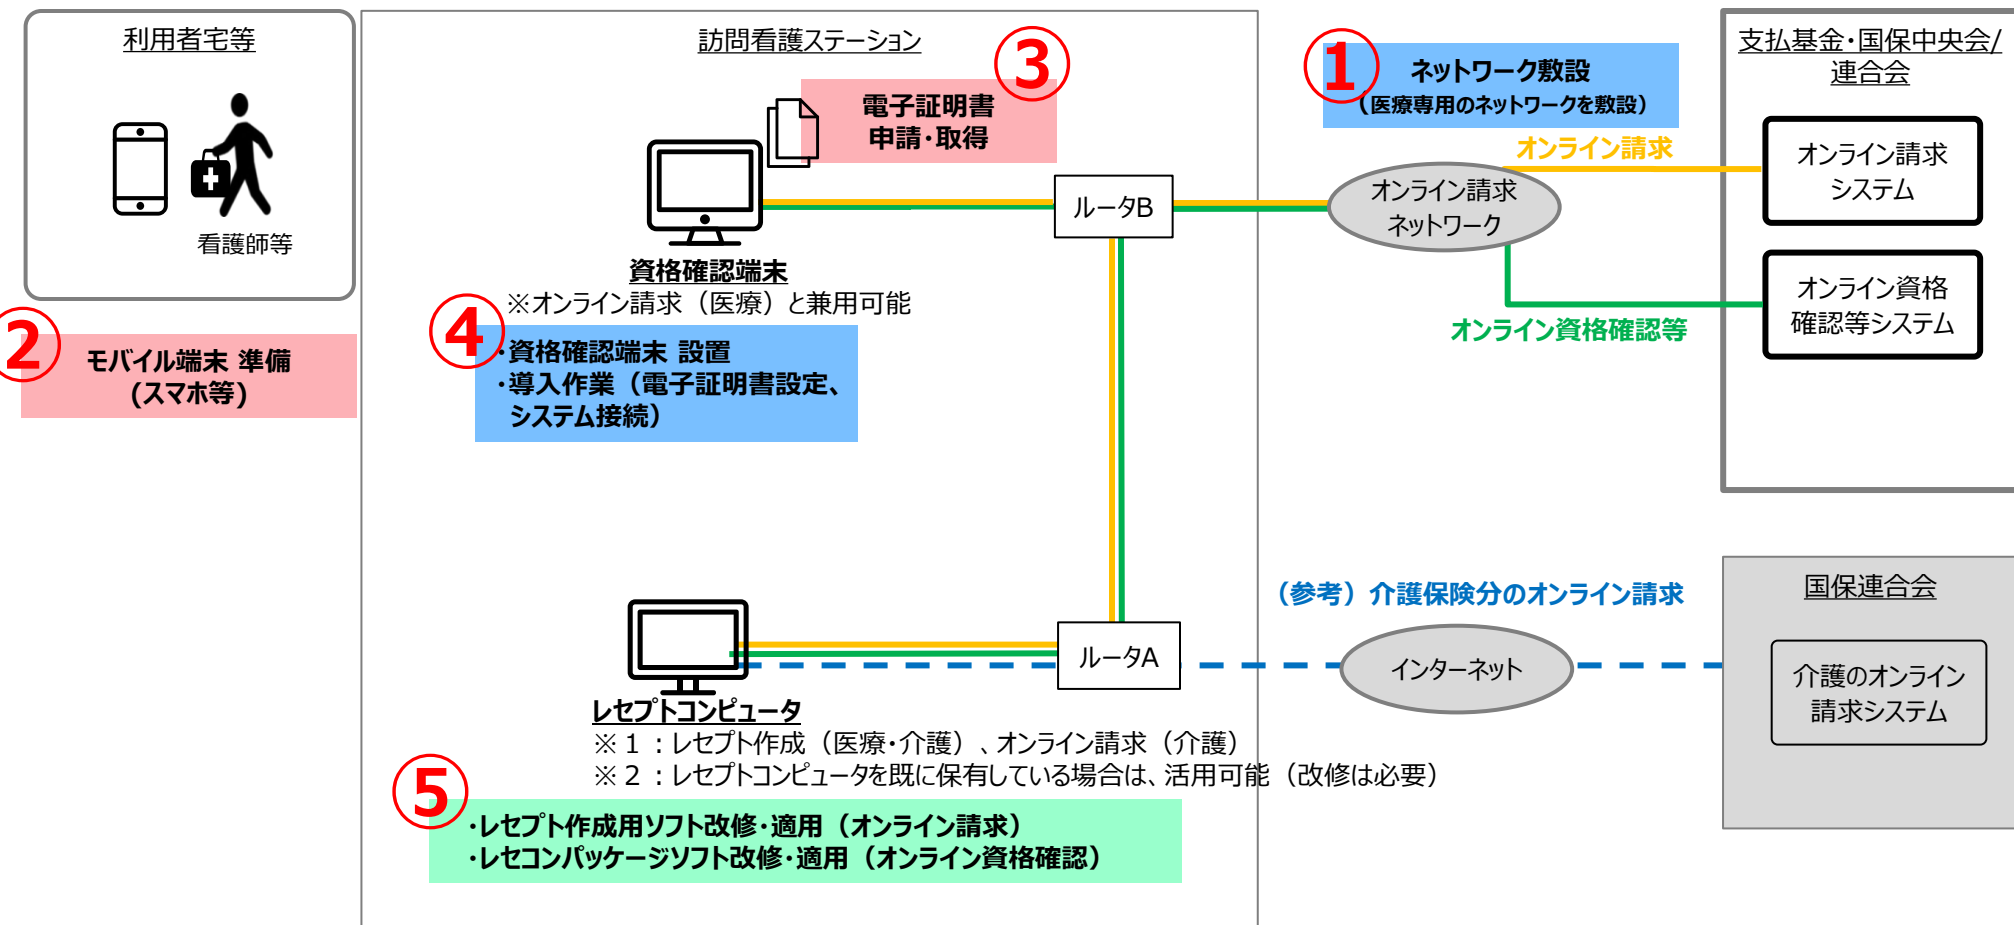 利用者宅等
看護師等
②
モバイル端末 準備
(スマホ等)
訪問看護ステーション
③
電子証明書
申請・取得
資格確認端末
※オンライン請求（医療）と兼用可能
④
・資格確認端末 設置
・導入作業（電子証明書設定、
システム接続）
ルータB
①
ネットワーク敷設
（医療専用のネットワークを敷設）
オンライン請求
オンライン請求
ネットワーク
オンライン資格確認等
支払基金・国保中央会/
連合会
オンライン請求
システム
オンライン資格
確認等システム
ルータA
レセプトコンピュータ
※１：レセプト作成（医療・介護）、オンライン請求（介護）
※２：レセプトコンピュータを既に保有している場合は、活用可能（改修は必要）
⑤
・レセプト作成用ソフト改修・適用（オンライン請求）
・レセコンパッケージソフト改修・適用（オンライン資格確認）
（参考）介護保険分のオンライン請求
インターネット
国保連合会
介護のオンライン
請求システム